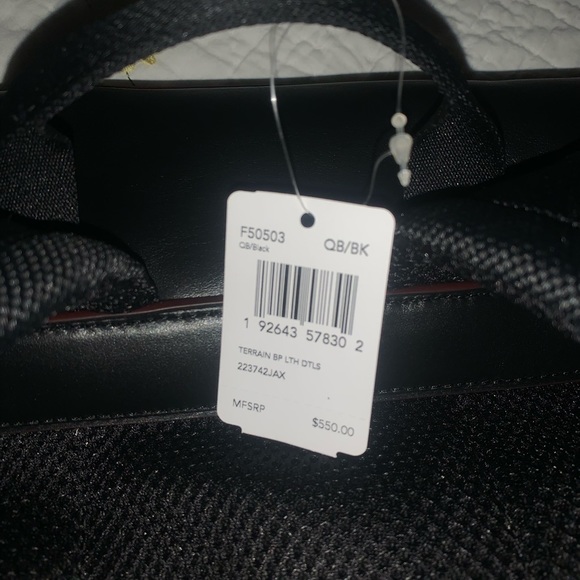 F50503 QB/BK
QB/Black
1 92643 57830 2
TERRAIN BP LTH DTLS
223742JAX
MFSRP $550.00